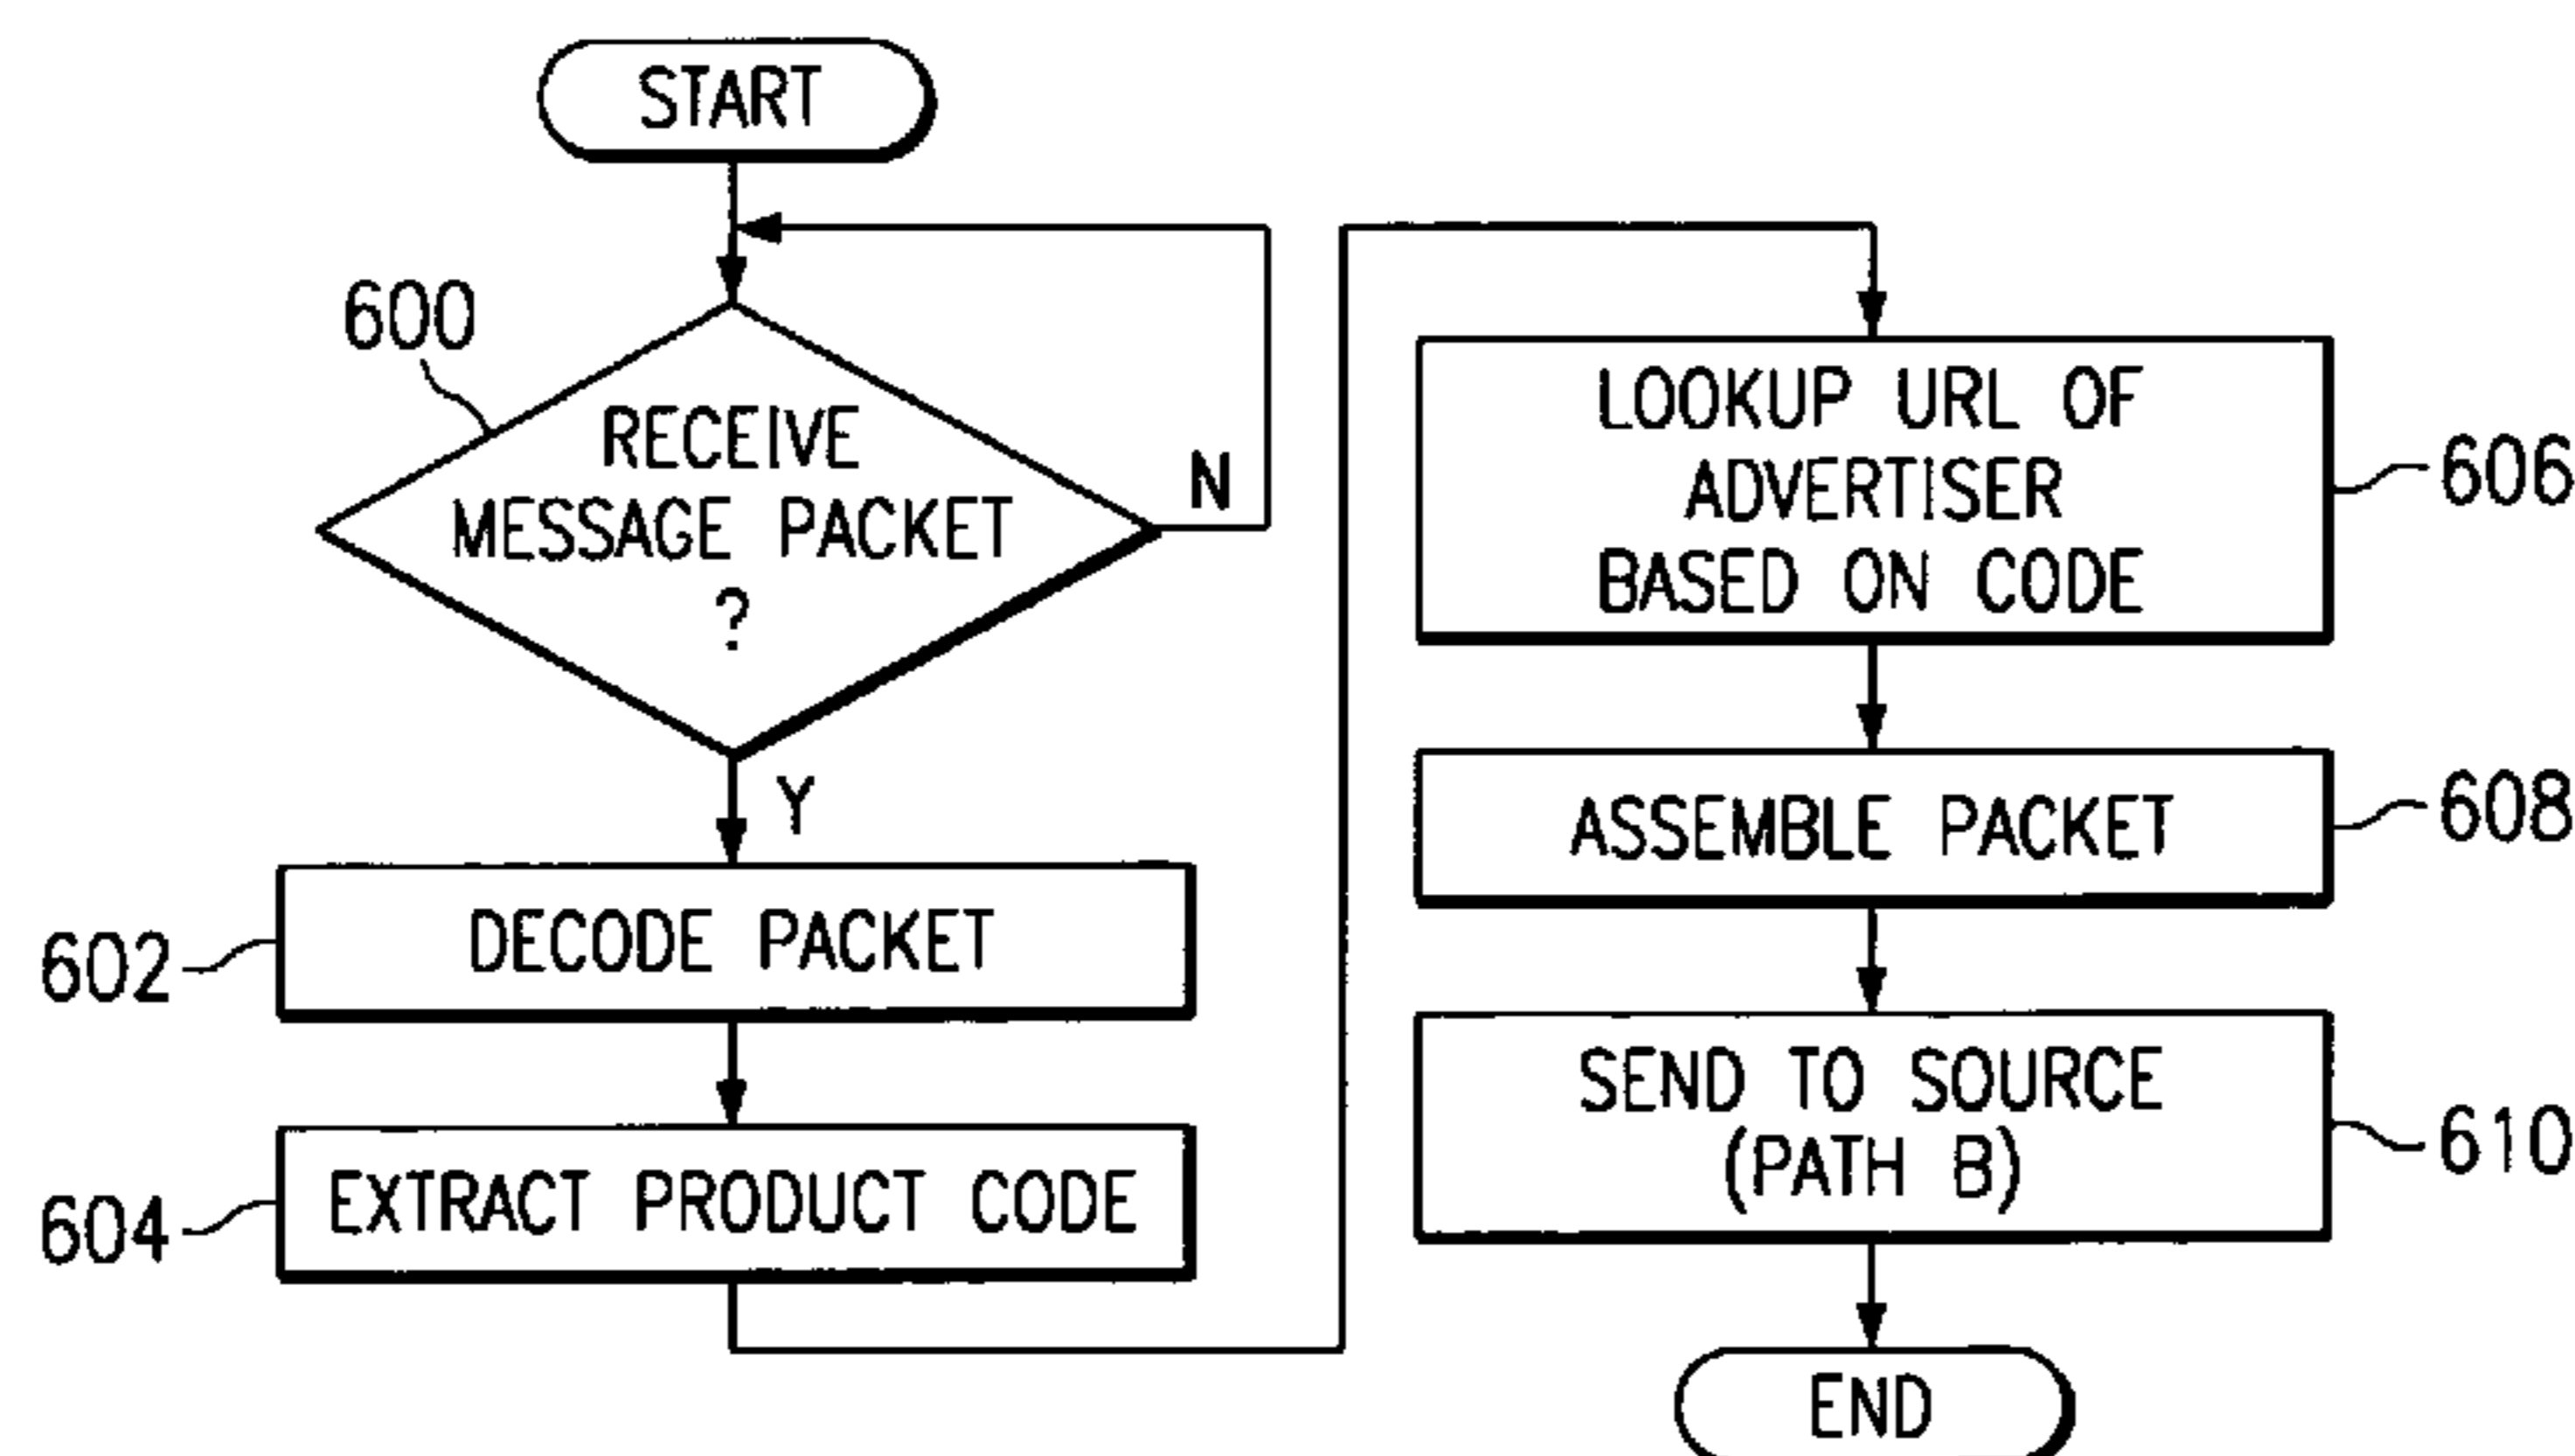 START
600
RECEIVE
MESSAGE PACKET
?
N
Y
602
DECODE PACKET
604
EXTRACT PRODUCT CODE
LOOKUP URL OF
ADVERTISER
BASED ON CODE
606
ASSEMBLE PACKET
608
SEND TO SOURCE
(PATH B)
610
END